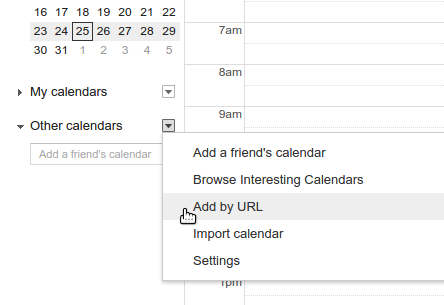 16 17 18 19 20 21 22
23 24 25 26 27 28 29
30 31 1 2 3 4 5
My calendars
Other calendars
Add a friend's calendar
7am
8am
9am
Add a friend's calendar
Browse Interesting Calendars
Add by URL
Import calendar
Settings
1pm